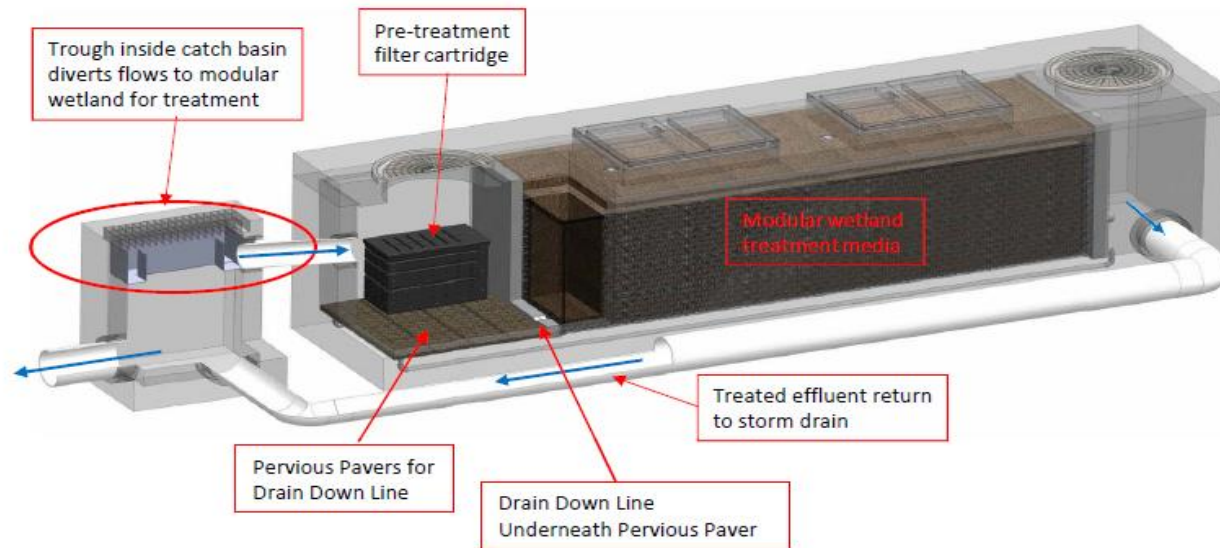 Trough inside catch basin
diverts flows to modular
wetland for treatment
Pre-treatment
filter cartridge
Modular wetland
treatment media
Treated effluent return
to storm drain
Pervious Pavers for
Drain Down Line
Drain Down Line
Underneath Pervious Paver